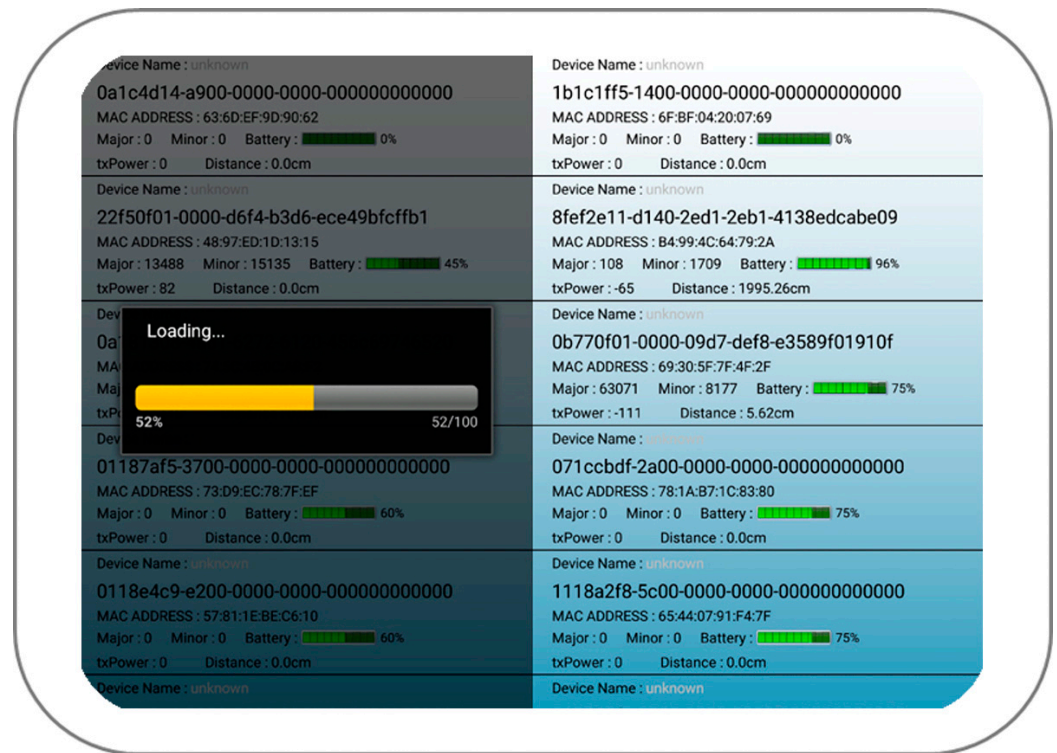 Device Name : unknown
0a1c4d14-a900-0000-0000-000000000000
MAC ADDRESS : 63:6D:EF:9D:90:62
Major : 0 Minor : 0 Battery : 0%
txPower : 0 Distance : 0.0cm
Device Name : unknown
22f50f01-0000-d6f4-b3d6-ece49bfcffb1
MAC ADDRESS : 48:97:ED:1D:13:15
Major : 13488 Minor : 15135 Battery : 45%
txPower : 82 Distance : 0.0cm
Dev
0a
MA
Maj
txP
Loading...
52% 52/100
Dev
01187af5-3700-0000-0000-000000000000
MAC ADDRESS : 73:D9:EC:78:7F:EF
Major : 0 Minor : 0 Battery : 60%
txPower : 0 Distance : 0.0cm
Device Name : unknown
0118e4c9-e200-0000-0000-000000000000
MAC ADDRESS : 57:81:1E:BE:C6:10
Major : 0 Minor : 0 Battery : 60%
txPower : 0 Distance : 0.0cm
Device Name : unknown
Device Name : unknown
1b1c1ff5-1400-0000-0000-000000000000
MAC ADDRESS : 6F:BF:04:20:07:69
Major : 0 Minor : 0 Battery : 0%
txPower : 0 Distance : 0.0cm
Device Name : unknown
8fef2e11-d140-2ed1-2eb1-4138edcabe09
MAC ADDRESS : B4:99:4C:64:79:2A
Major : 108 Minor : 1709 Battery : 96%
txPower : -65 Distance : 1995.26cm
Device Name : unknown
0b770f01-0000-09d7-def8-e3589f01910f
MAC ADDRESS : 69:30:5F:7F:4F:2F
Major : 63071 Minor : 8177 Battery : 75%
txPower : -111 Distance : 5.62cm
Device Name : unknown
071ccbdf-2a00-0000-0000-000000000000
MAC ADDRESS : 78:1A:B7:1C:83:80
Major : 0 Minor : 0 Battery : 75%
txPower : 0 Distance : 0.0cm
Device Name : unknown
1118a2f8-5c00-0000-0000-000000000000
MAC ADDRESS : 65:44:07:91:F4:7F
Major : 0 Minor : 0 Battery : 75%
txPower : 0 Distance : 0.0cm
Device Name : unknown